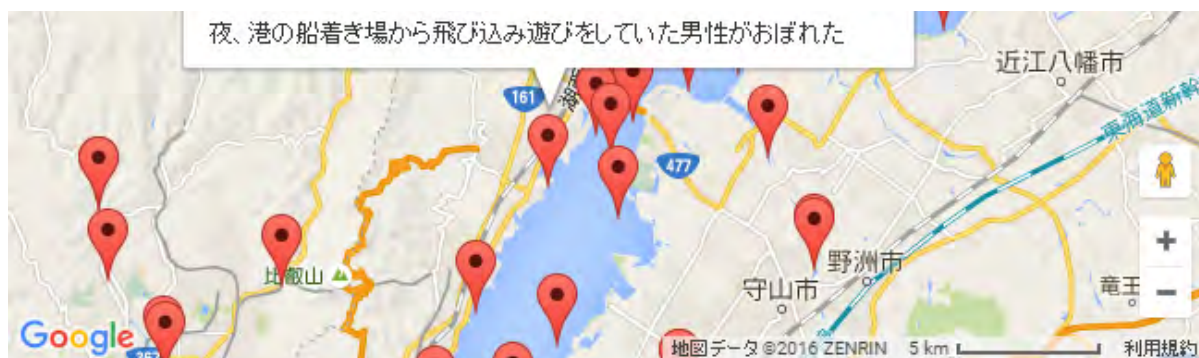 夜、港の船着き場から飛び込み遊びをしていた男性がおぼれた
近江八幡市
161
東海道新幹
477
比叡山
野洲市
守山市
竜王
Google
367
地図データ ©2016 ZENRIN
5 km
利用規約